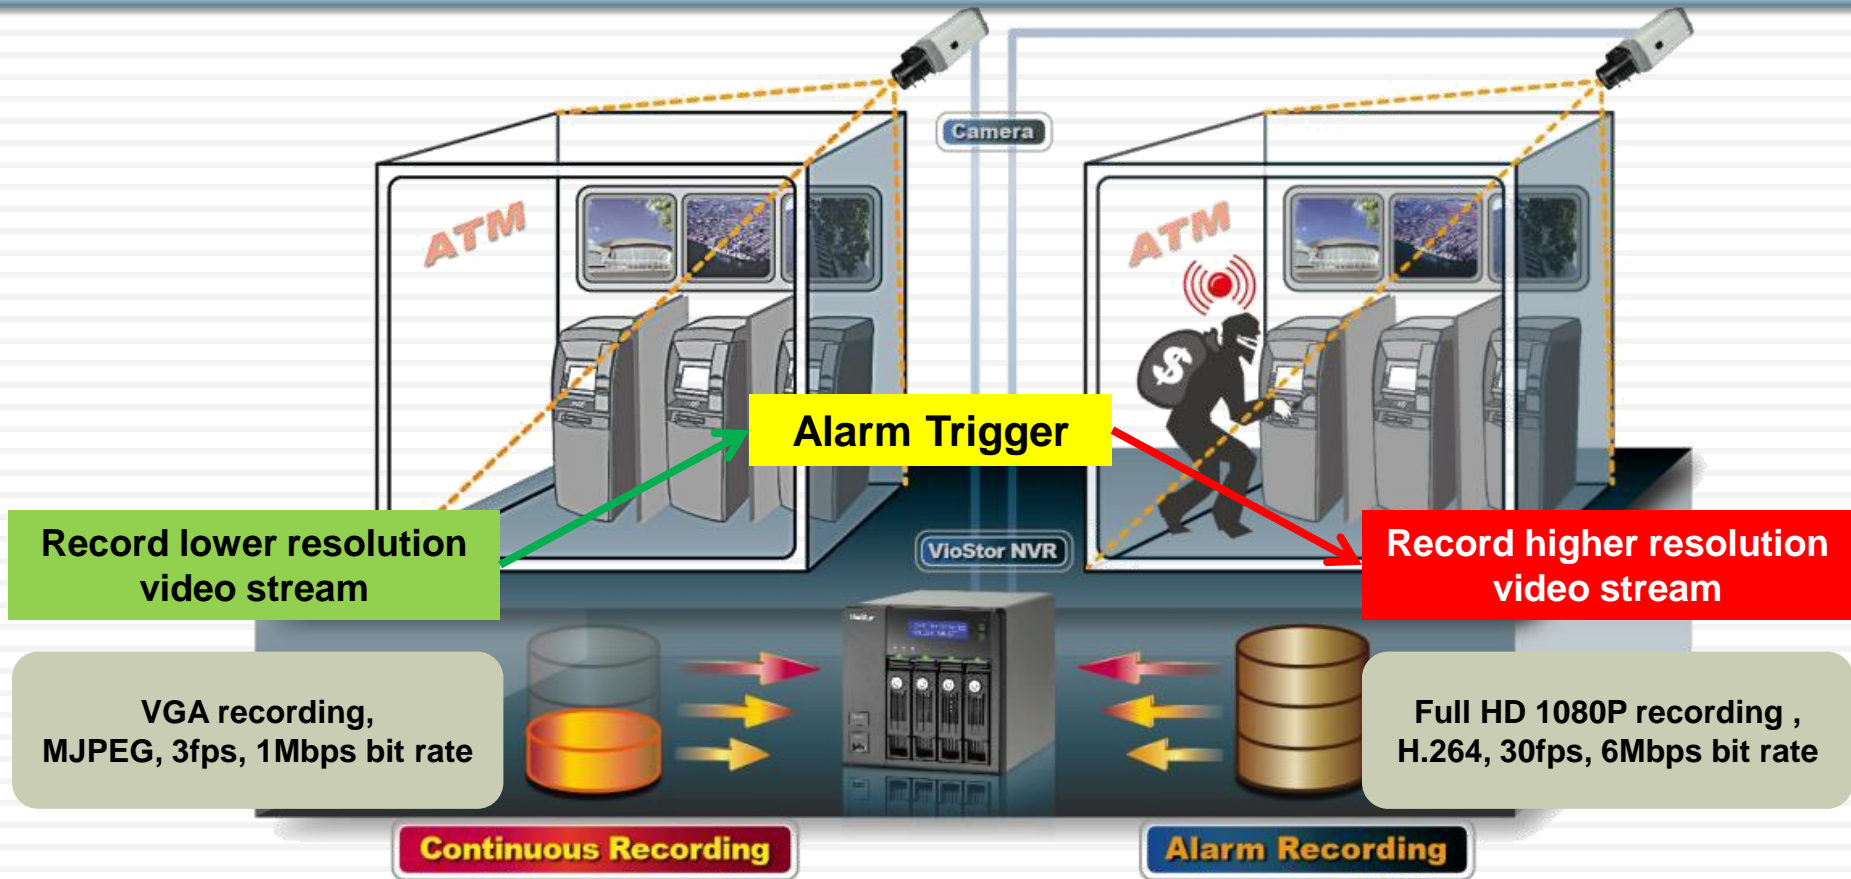 Camera
ATM
ATM
$
Alarm Trigger
Record lower resolution
video stream
VioStor NVR
Record higher resolution
video stream
VGA recording,
MJPEG, 3fps, 1Mbps bit rate
Full HD 1080P recording ,
H.264, 30fps, 6Mbps bit rate
Continuous Recording
Alarm Recording